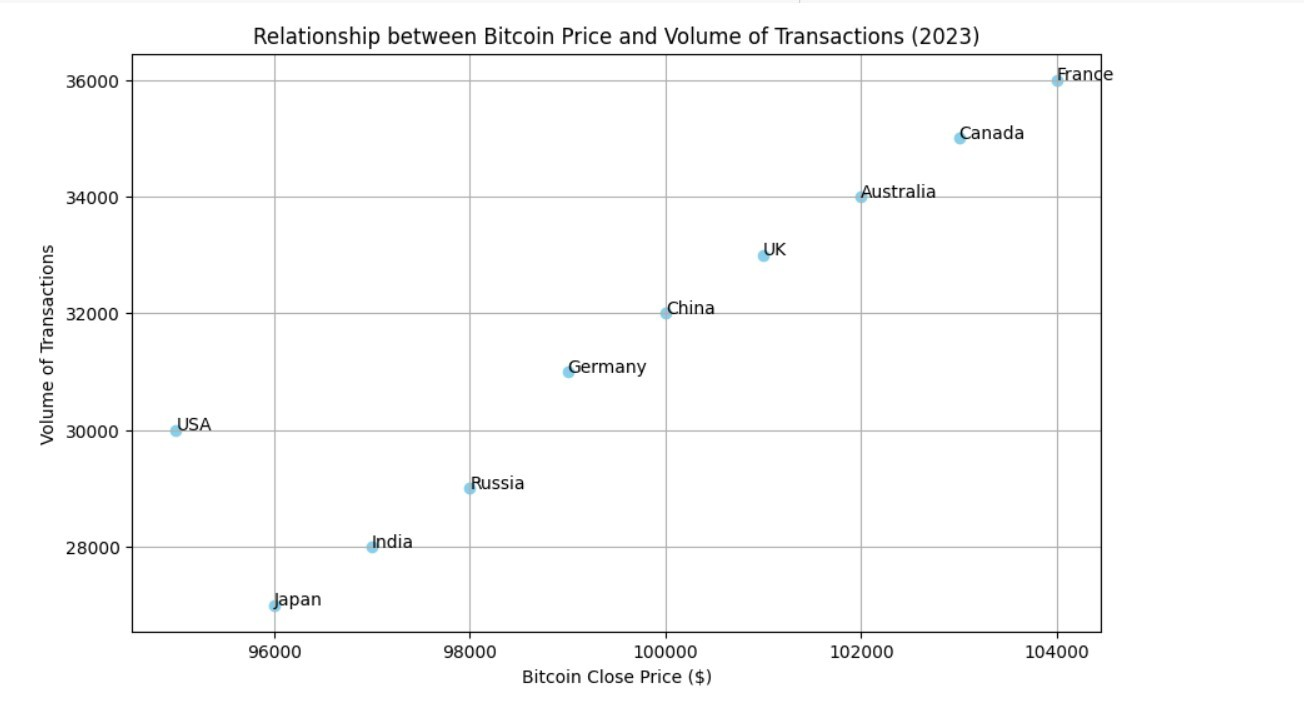 Relationship between Bitcoin Price and Volume of Transactions (2023)
36000
France
Canada
34000
Australia
UK
32000
China
Germany
30000
USA
Russia
28000
India
Japan
Volume of Transactions
96000 98000 100000 102000 104000
Bitcoin Close Price ($)